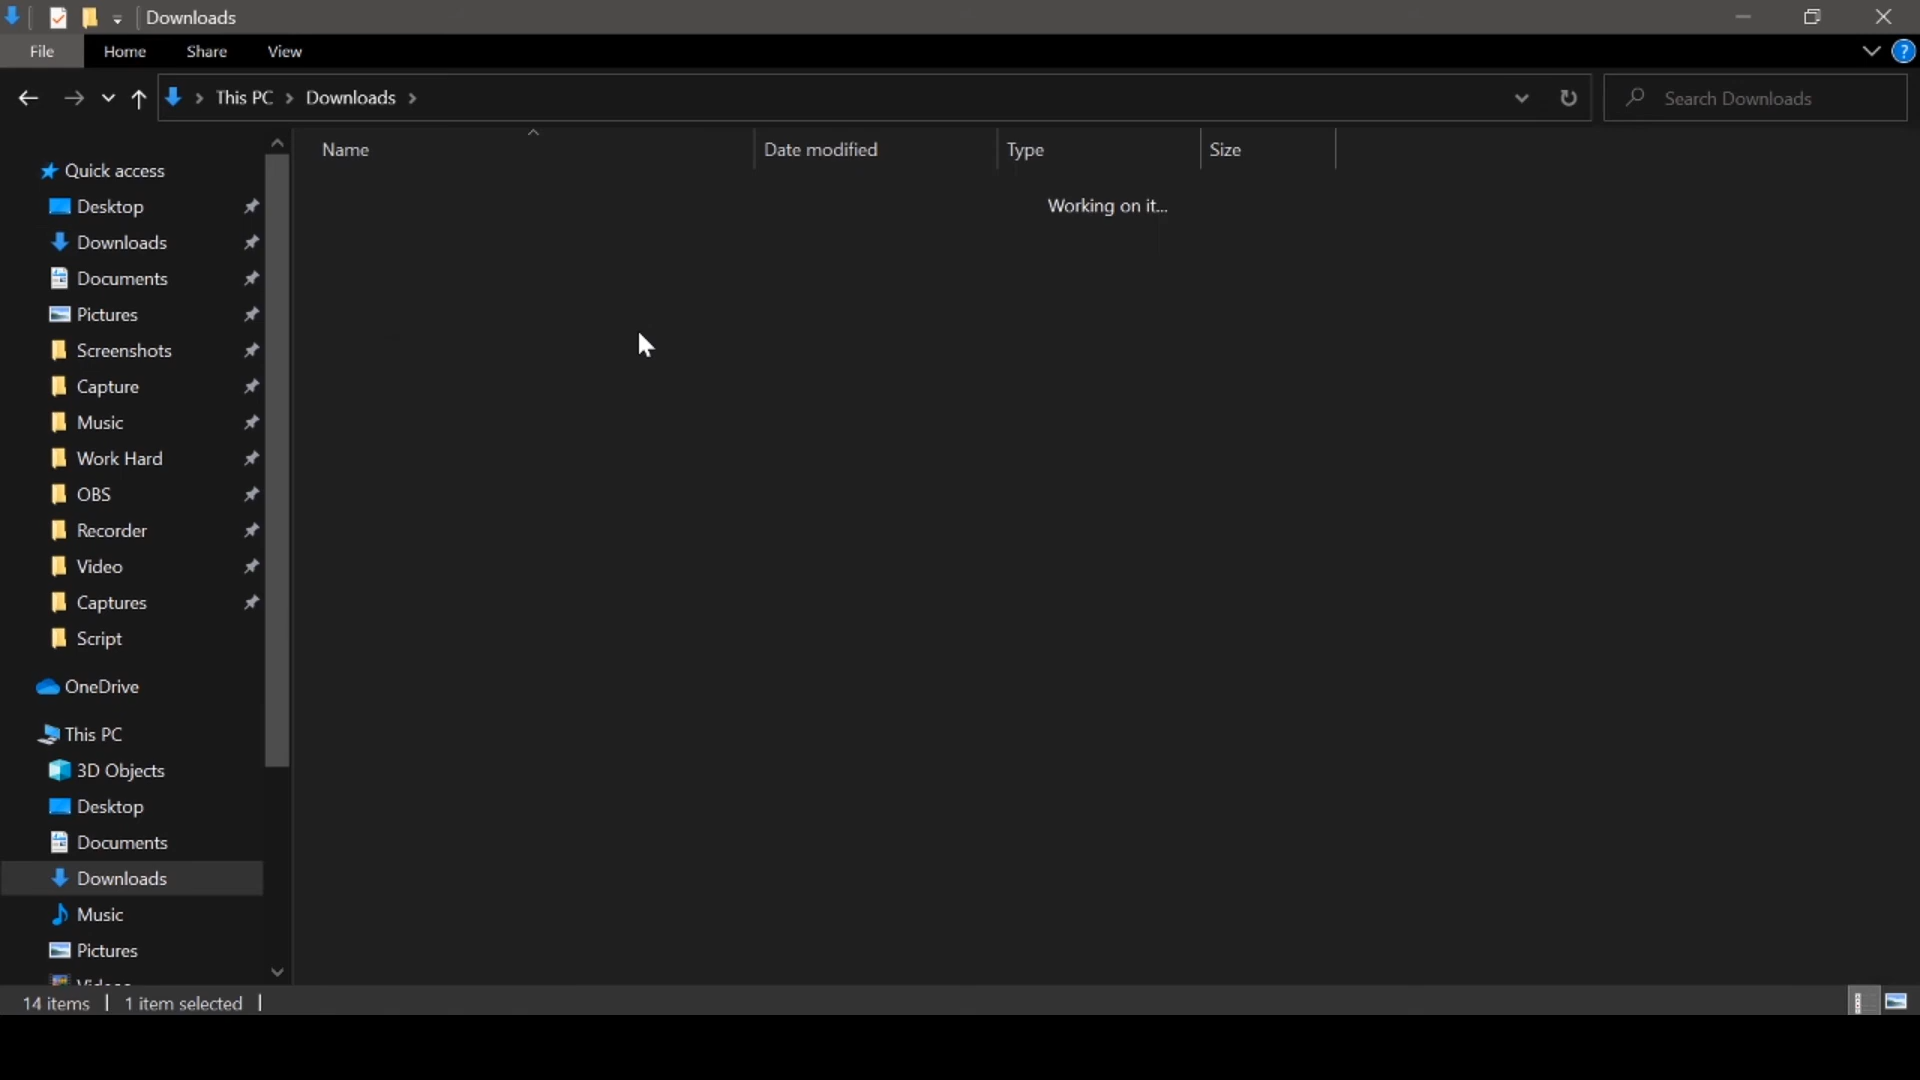 Downloads
File Home Share View
This PC Downloads
Search Downloads
Name Date modified Type Size
Working on it...
Quick access
Desktop
Downloads
Documents
Pictures
Screenshots
Capture
Music
Work Hard
OBS
Recorder
Video
Captures
Script
OneDrive
This PC
3D Objects
Desktop
Documents
Downloads
Music
Pictures
Videos
14 items 1 item selected